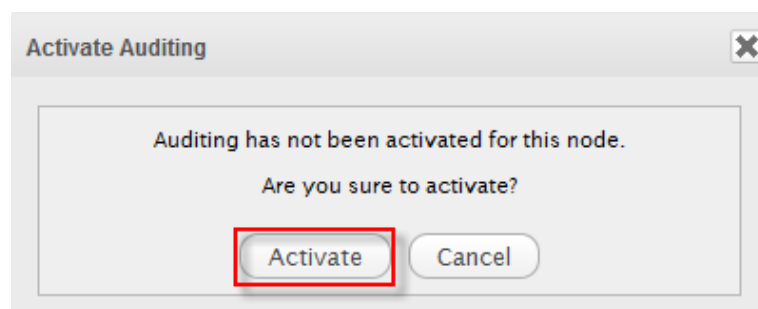 Activate Auditing
Auditing has not been activated for this node.
Are you sure to activate?
Activate Cancel